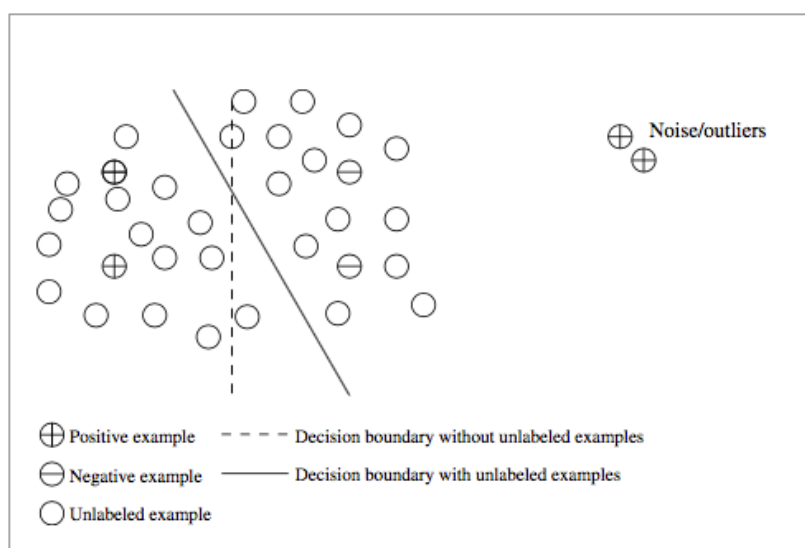 Noise/outliers
Positive example
Decision boundary without unlabeled examples
Negative example
Decision boundary with unlabeled examples
Unlabeled example